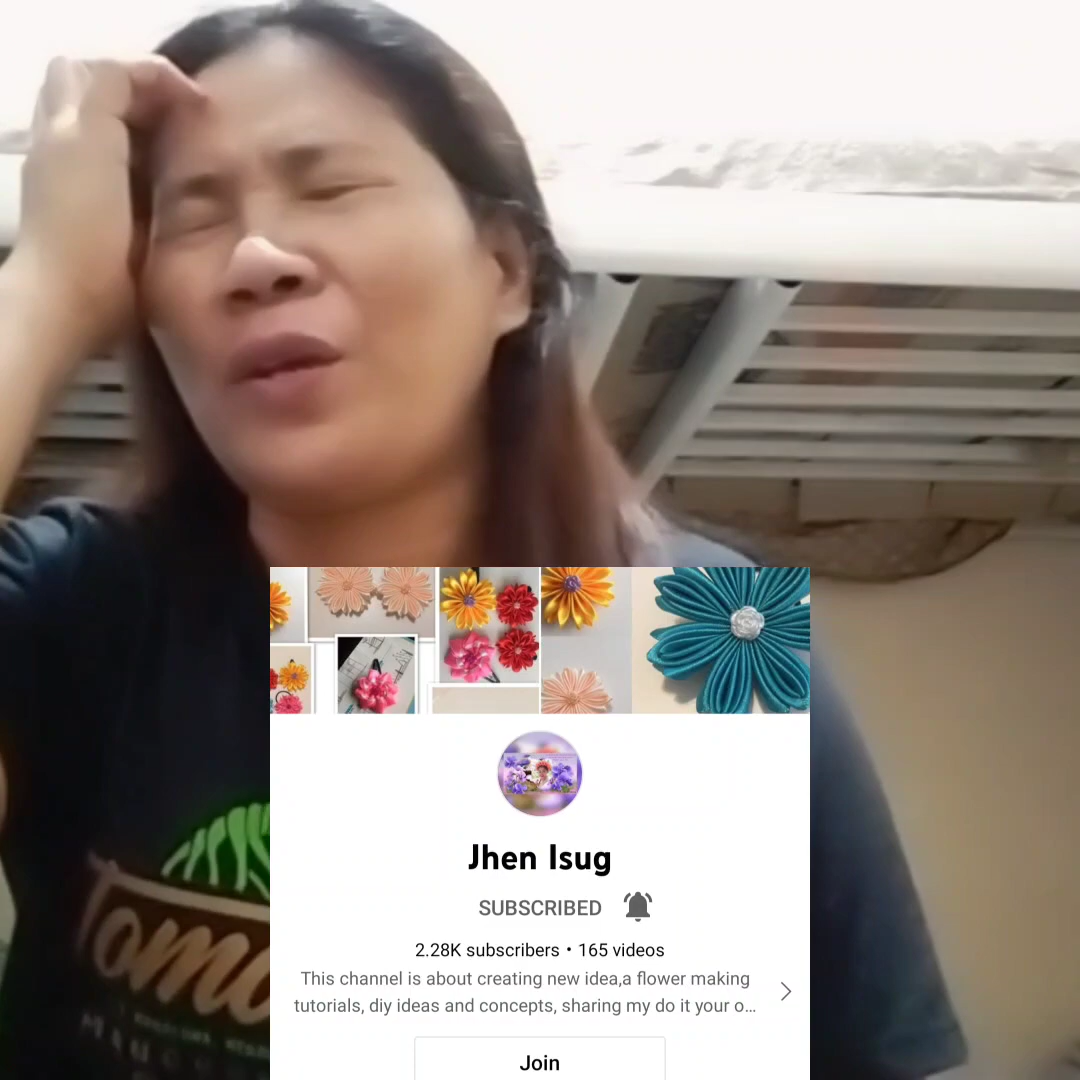 Jhen Isug
SUBSCRIBED
2.28K subscribers • 165 videos
This channel is about creating new idea,a flower making
tutorials, diy ideas and concepts, sharing my do it your o...
Join